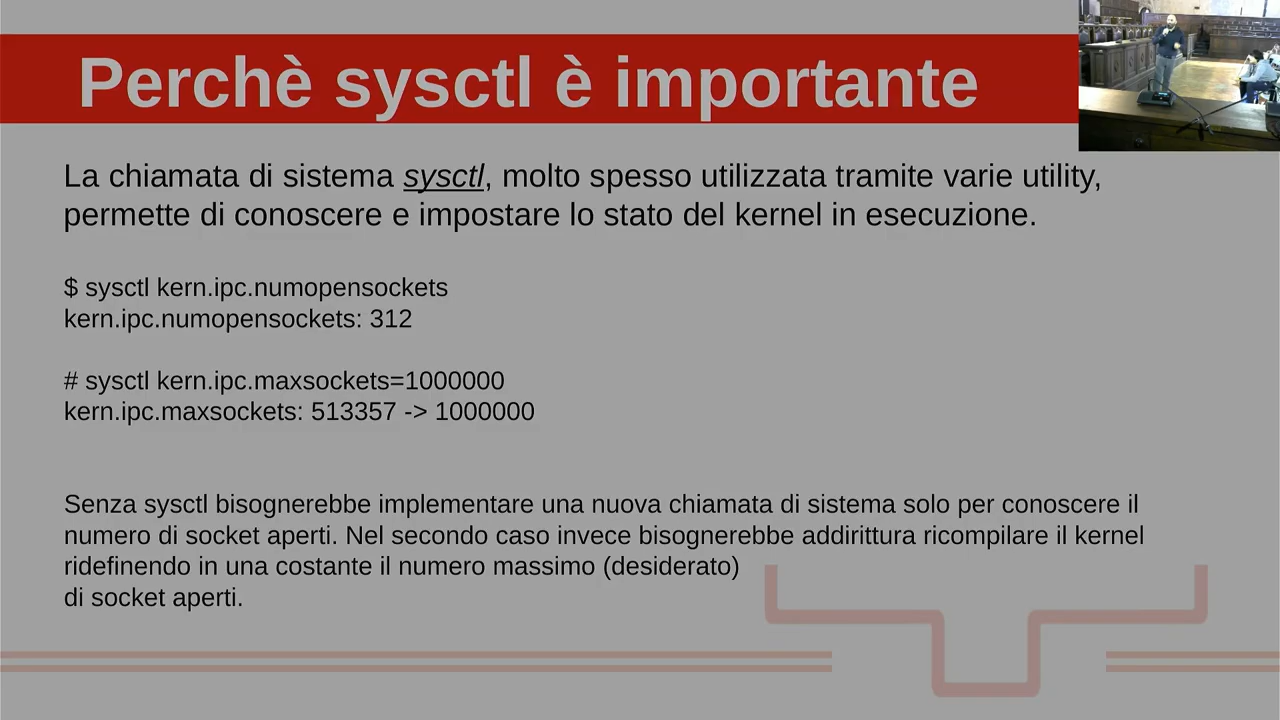 Perchè sysctl è importante
La chiamata di sistema sysctl, molto spesso utilizzata tramite varie utility,
permette di conoscere e impostare lo stato del kernel in esecuzione.
$ sysctl kern.ipc.numopensockets
kern.ipc.numopensockets: 312
# sysctl kern.ipc.maxsockets=1000000
kern.ipc.maxsockets: 513357 -> 1000000
Senza sysctl bisognerebbe implementare una nuova chiamata di sistema solo per conoscere il
numero di socket aperti. Nel secondo caso invece bisognerebbe addirittura ricompilare il kernel
ridefinendo in una costante il numero massimo (desiderato)
di socket aperti.